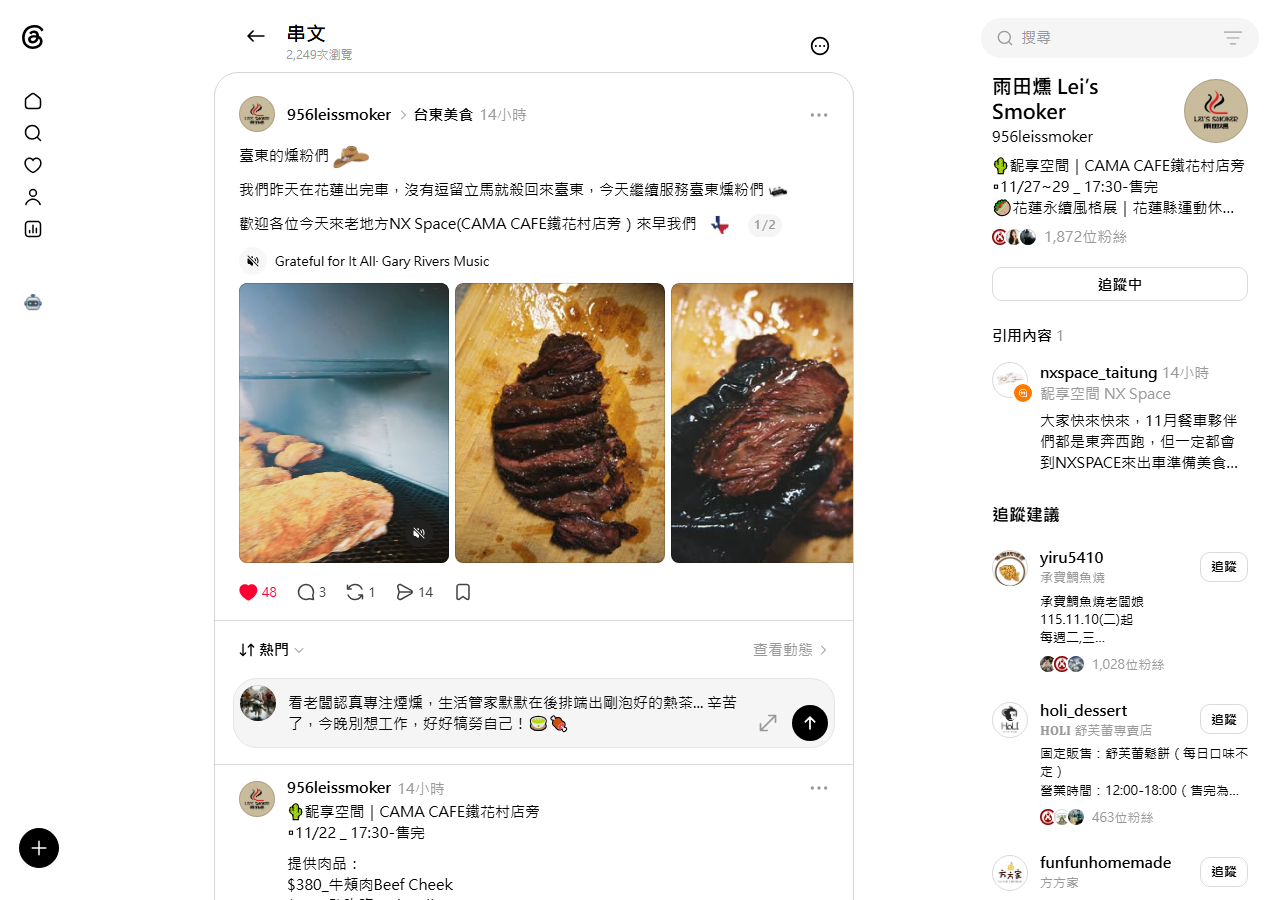 串文
2,249次瀏覽
956leissmoker > 台東美食 14小時
臺東的燻粉們
我們昨天在花蓮出完車，沒有逗留立馬就殺回來臺東，今天繼續服務臺東燻粉們
歡迎各位今天來老地方NX Space(CAMA CAFE鐵花村店旁）來早我們
1/2
Grateful for It All· Gary Rivers Music
48
3
1
14
熱門
查看動態
看老闆認真專注煙燻，生活管家默默在後排端出剛泡好的熱茶... 辛苦
了，今晚別想工作，好好犒勞自己！🍵🍖
956leissmoker 14小時
🌵馜享空間｜CAMA CAFE鐵花村店旁
▫11/22 _ 17:30-售完
提供肉品：
$380_牛頰肉Beef Cheek
搜尋
雨田燻 Lei’s
Smoker
956leissmoker
LEI'S SMOKER
雨田燻
🌵馜享空間｜CAMA CAFE鐵花村店旁
▫11/27~29 _ 17:30-售完
🥙花蓮永續風格展｜花蓮縣運動休...
1,872位粉絲
追蹤中
引用內容 1
nxspace_taitung 14小時
馜享空間 NX Space
大家快來快來，11月餐車夥伴
們都是東奔西跑，但一定都會
到NXSPACE來出車準備美食...
追蹤建議
yiru5410
承寶鯛魚燒
追蹤
承寶鯛魚燒老闆娘
115.11.10(二)起
每週二,三...
1,028位粉絲
holi_dessert
HOLI 舒芙蕾專賣店
追蹤
固定販售：舒芙蕾鬆餅（每日口味不
定）
營業時間：12:00-18:00（售完為...
463位粉絲
funfunhomemade
方方家
追蹤